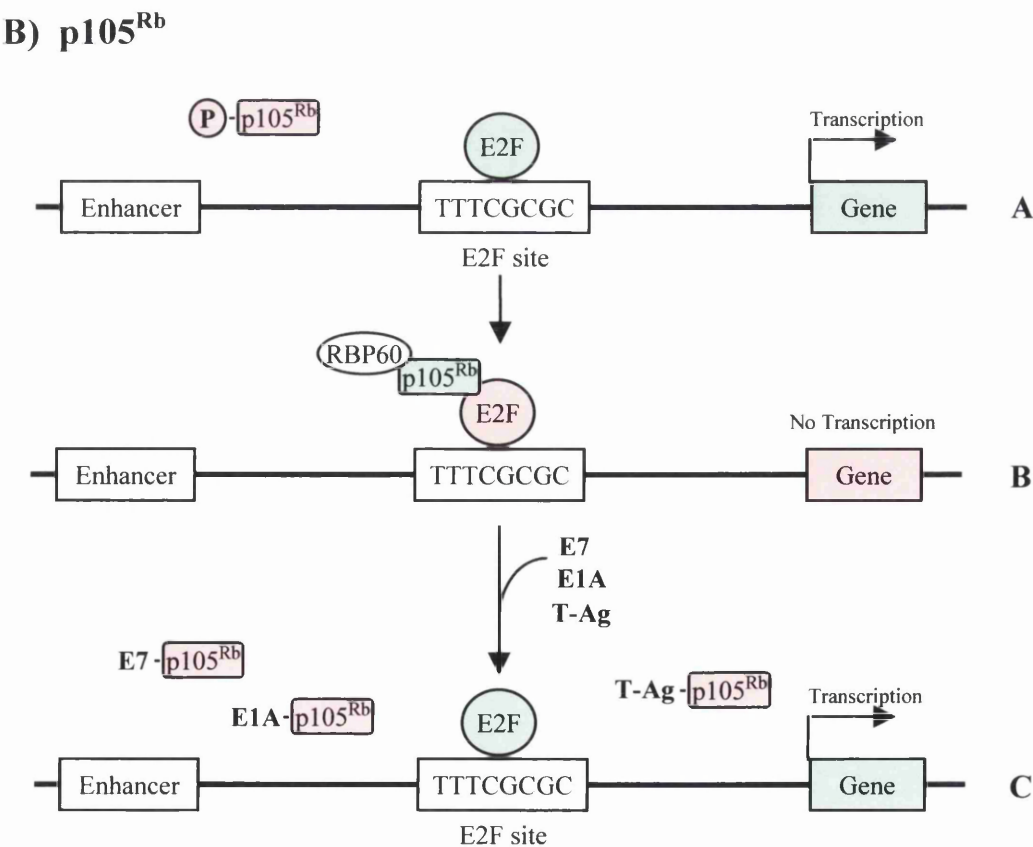 B) p105Rb
P - p105Rb
E2F
Transcription
Enhancer
TTTCGCGC
Gene
A
E2F site
RBP60
p105Rb
E2F
No Transcription
Enhancer
TTTCGCGC
Gene
B
E7
E1A
T-Ag
E7 - p105Rb
T-Ag - p105Rb
E1A- p105Rb
E2F
Transcription
Enhancer
TTTCGCGC
Gene
C
E2F site